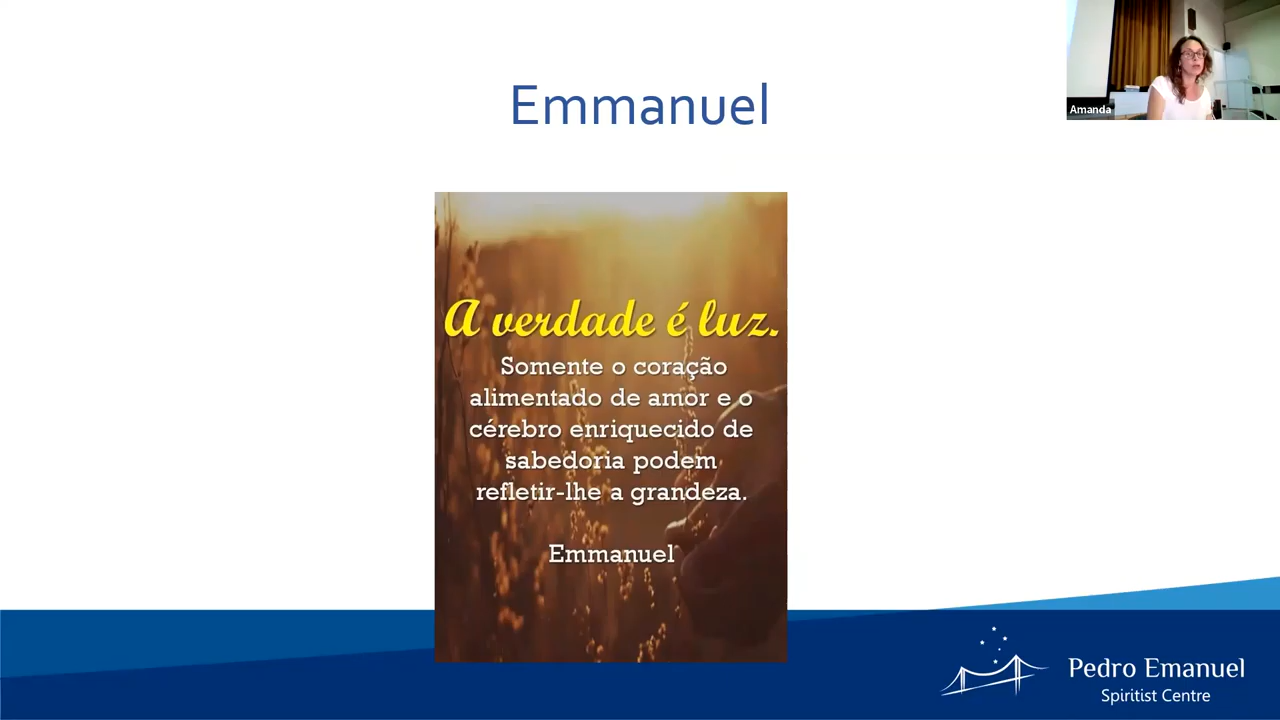 Emmanuel
Amanda
A verdade é luz.
Somente o coração
alimentado de amor e o
cérebro enriquecido de
sabedoria podem
refletir-lhe a grandeza.
Emmanuel
Pedro Emanuel
Spiritist Centre